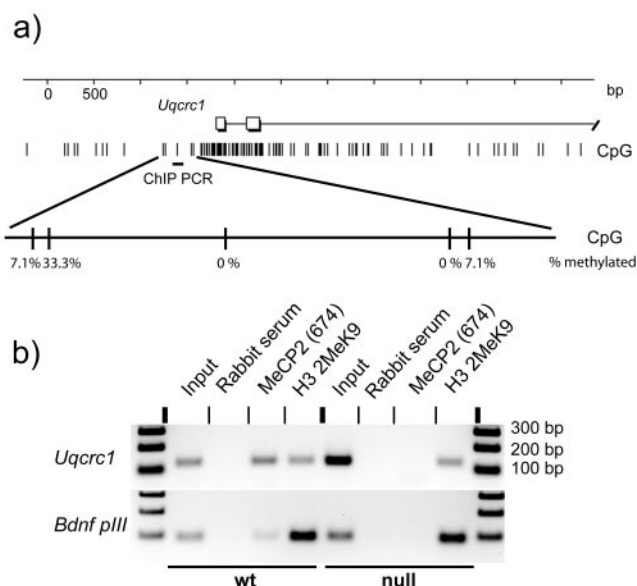 a)
0 500 bp
Uqcrc1
CpG
ChIP PCR
CpG
7.1% 33.3% 0 % 0 % 7.1% % methylated
b)
Input Rabbit serum MeCP2 (674) H3 2MeK9 Input Rabbit serum MeCP2 (674) H3 2MeK9
300 bp
Uqcrc1 200 bp
100 bp
Bdnf pIII
wt null